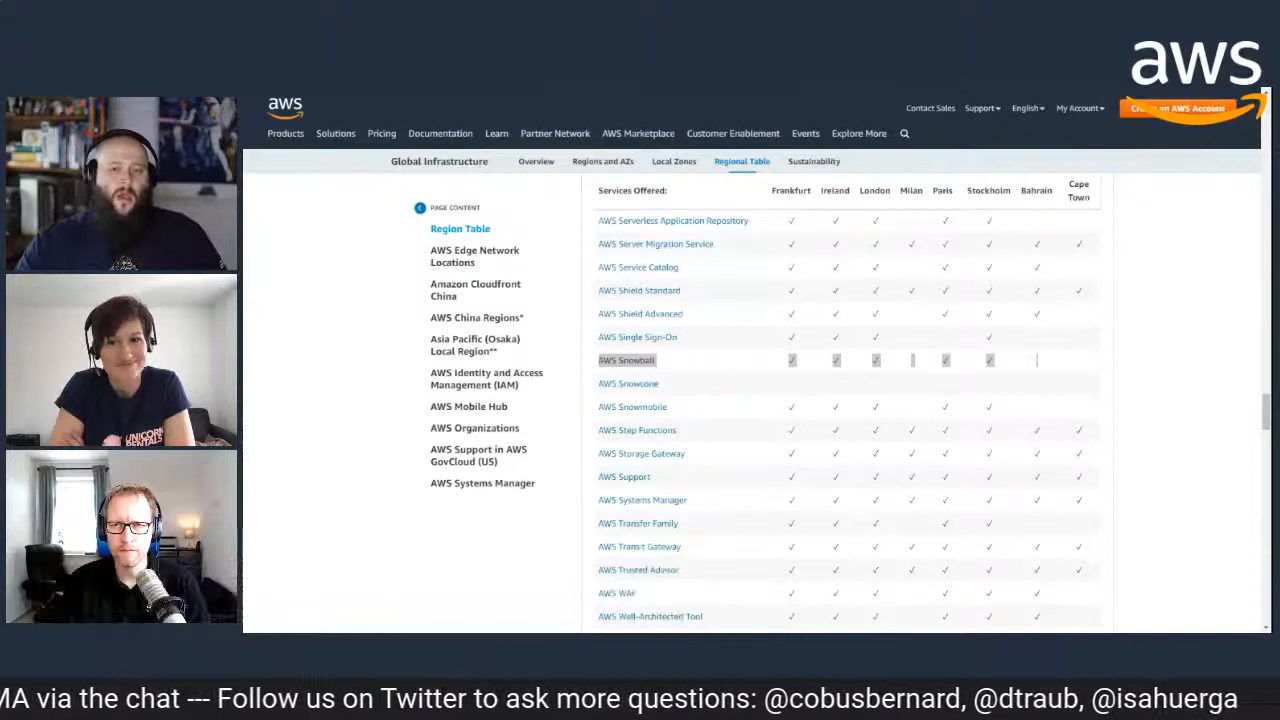 aws
aws
Contact Sales Support English My Account
Products Solutions Pricing Documentation Learn Partner Network AWS Marketplace Customer Enablement Events Explore More
Global Infrastructure Overview Regions and AZs Local Zones Regional Table Sustainability
PAGE CONTENT
Region Table
AWS Edge Network
Locations
Amazon Cloudfront
China
AWS China Regions*
Asia Pacific (Osaka)
Local Region**
AWS Identity and Access
Management (IAM)
AWS Mobile Hub
AWS Organizations
AWS Support in AWS
GovCloud (US)
AWS Systems Manager
Services Offered: Frankfurt Ireland London Milan Paris Stockholm Bahrain Cape Town
AWS Serverless Application Repository ✓ ✓ ✓ ✓ ✓
AWS Server Migration Service ✓ ✓ ✓ ✓ ✓ ✓ ✓ ✓
AWS Service Catalog ✓ ✓ ✓ ✓ ✓ ✓
AWS Shield Standard ✓ ✓ ✓ ✓ ✓ ✓ ✓ ✓
AWS Shield Advanced ✓ ✓ ✓ ✓ ✓ ✓
AWS Single Sign-On ✓ ✓ ✓ ✓
AWS Snowball ✓ ✓ ✓ ✓ ✓
AWS Snowcone
AWS Snowmobile ✓ ✓ ✓ ✓ ✓
AWS Step Functions ✓ ✓ ✓ ✓ ✓ ✓ ✓ ✓
AWS Storage Gateway ✓ ✓ ✓ ✓ ✓ ✓ ✓ ✓
AWS Support ✓ ✓ ✓ ✓ ✓ ✓ ✓ ✓
AWS Systems Manager ✓ ✓ ✓ ✓ ✓ ✓ ✓ ✓
AWS Transfer Family ✓ ✓ ✓ ✓ ✓
AWS Transit Gateway ✓ ✓ ✓ ✓ ✓ ✓ ✓ ✓
AWS Trusted Advisor ✓ ✓ ✓ ✓ ✓ ✓ ✓ ✓
AWS WAF ✓ ✓ ✓ ✓ ✓ ✓
AWS Well-Architected Tool ✓ ✓ ✓ ✓ ✓ ✓
UNICORN
RENTALS
MA via the chat --- Follow us on Twitter to ask more questions: @cobusbernard, @dtraub, @isahuerga